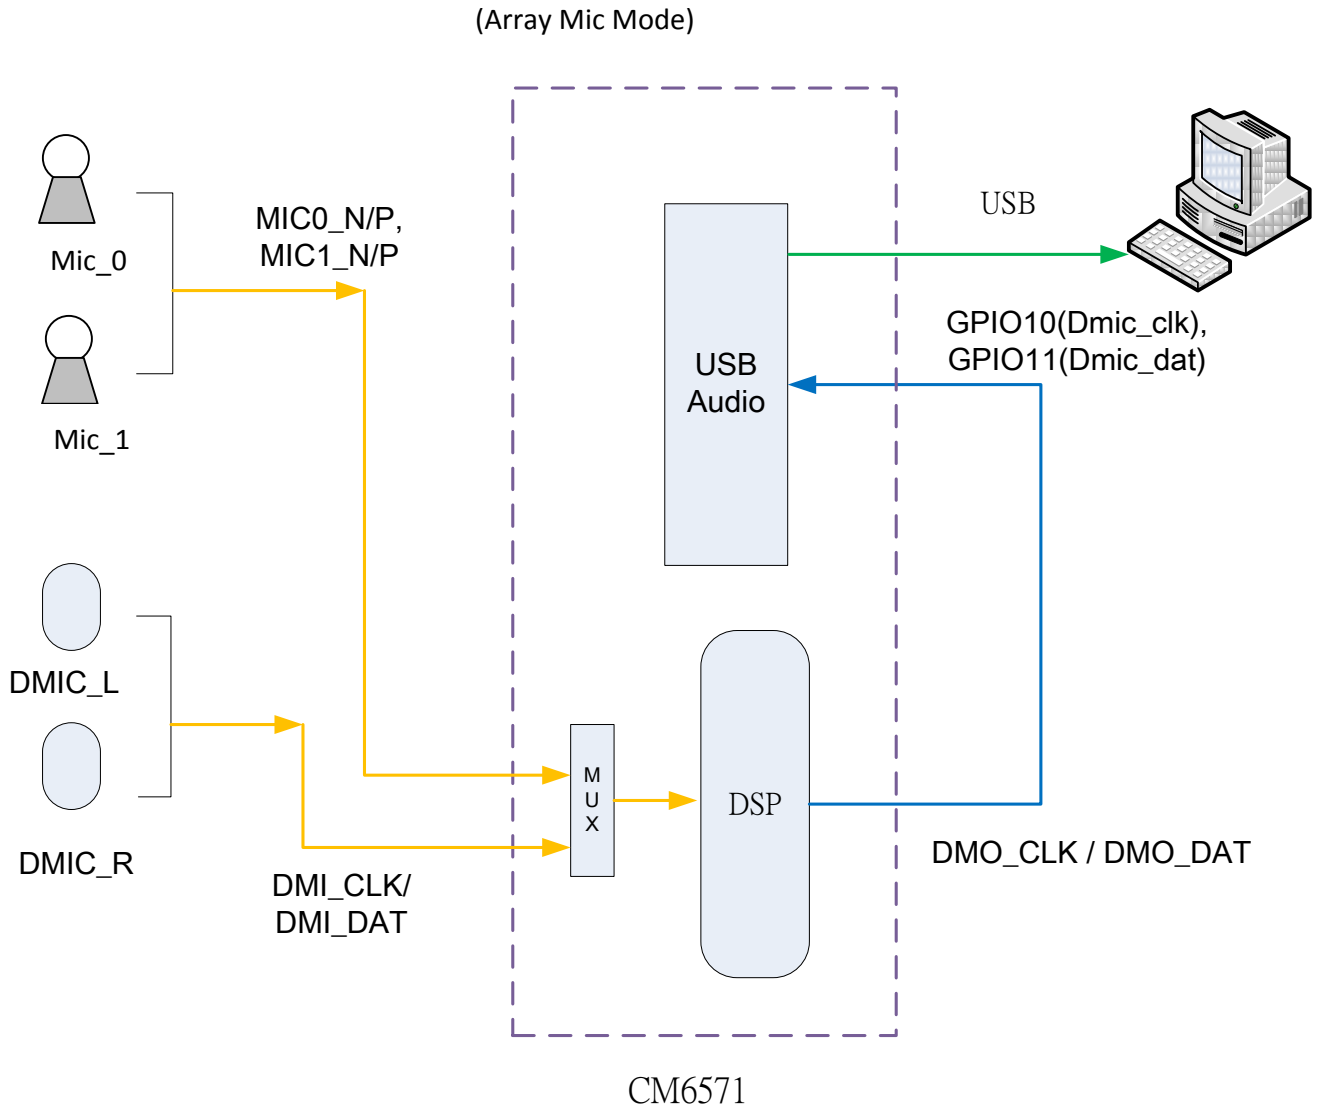 (Array Mic Mode)
Mic_0
Mic_1
MIC0_N/P,
MIC1_N/P
USB
GPIO10(Dmic_clk),
GPIO11(Dmic_dat)
USB
Audio
DMIC_L
DMIC_R
DMI_CLK/
DMI_DAT
M
U
X
DSP
DMO_CLK / DMO_DAT
CM6571